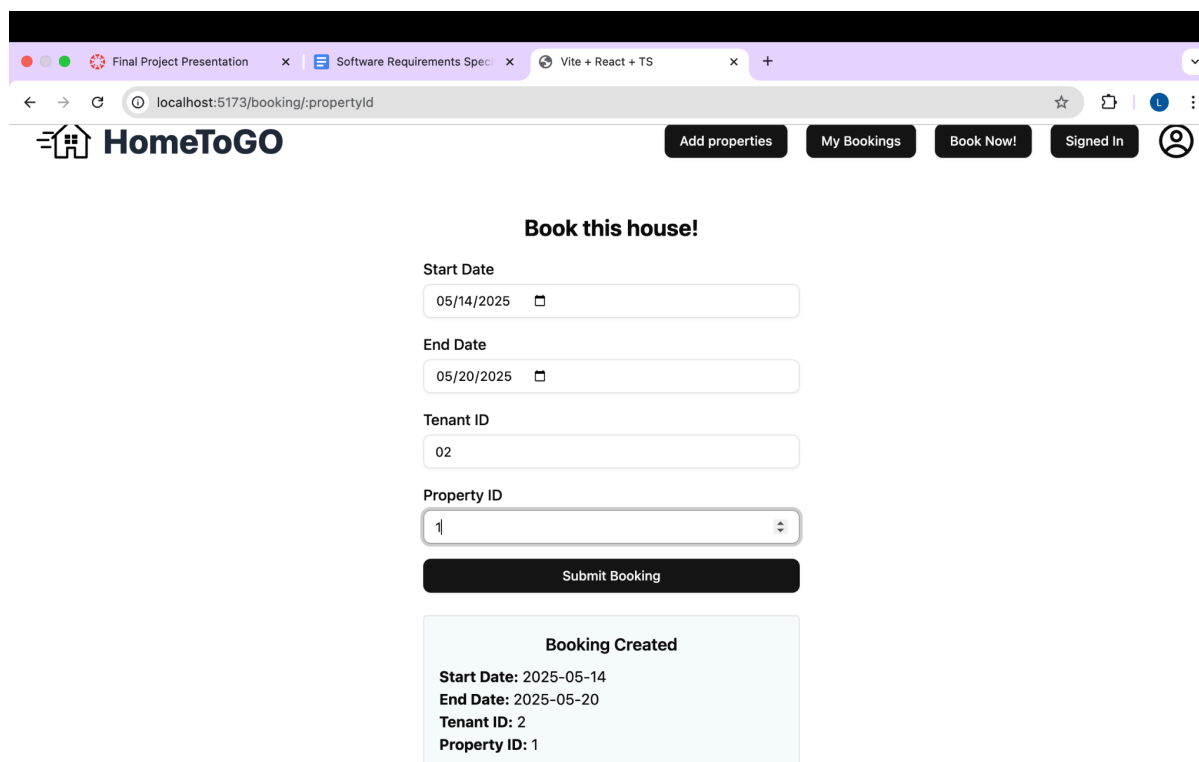 Final Project Presentation
Software Requirements Speci
Vite + React + TS
localhost:5173/booking/:propertyId
L
HomeToGO
Add properties
My Bookings
Book Now!
Signed In
Book this house!
Start Date
05/14/2025
End Date
05/20/2025
Tenant ID
02
Property ID
1
Submit Booking
Booking Created
Start Date: 2025-05-14
End Date: 2025-05-20
Tenant ID: 2
Property ID: 1